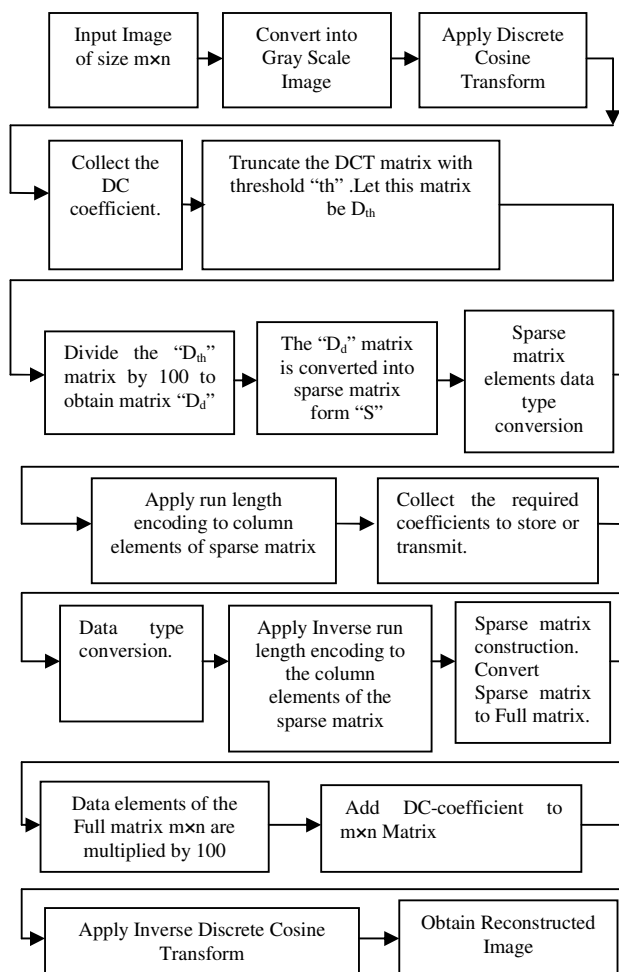 Input Image
of size m×n
Convert into
Gray Scale
Image
Apply Discrete
Cosine
Transform
Collect the
DC
coefficient.
Truncate the DCT matrix with
threshold “th” .Let this matrix
be Dth
Divide the “Dth”
matrix by 100 to
obtain matrix “Dd”
The “Dd” matrix
is converted into
sparse matrix
form “S”
Sparse
matrix
elements data
type
conversion
Apply run length
encoding to column
elements of sparse matrix
Collect the required
coefficients to store or
transmit.
Data type
conversion.
Apply Inverse run
length encoding to
the column
elements of the
sparse matrix
Sparse matrix
construction.
Convert
Sparse matrix
to Full matrix.
Data elements of the
Full matrix m×n are
multiplied by 100
Add DC-coefficient to
m×n Matrix
Apply Inverse Discrete Cosine
Transform
Obtain Reconstructed
Image